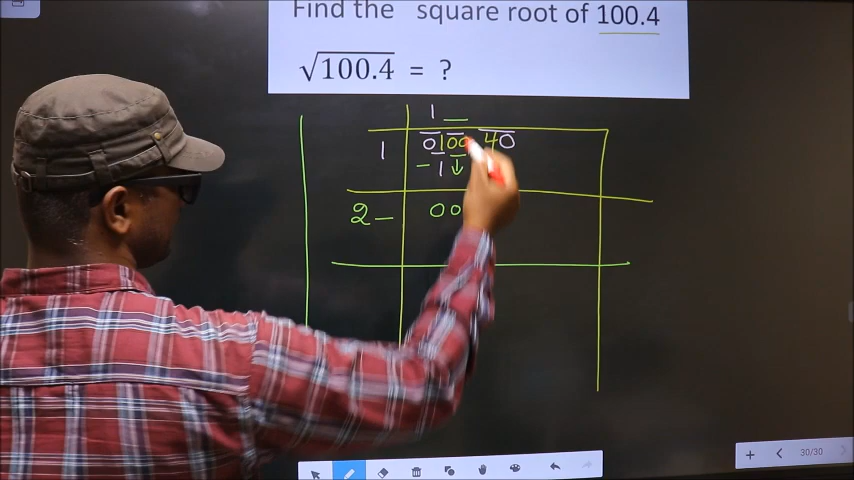 Find the square root of 100.4
√100.4 = ?
1 _
1 0100 40
- 1 ↓
2 _ 00
30/30